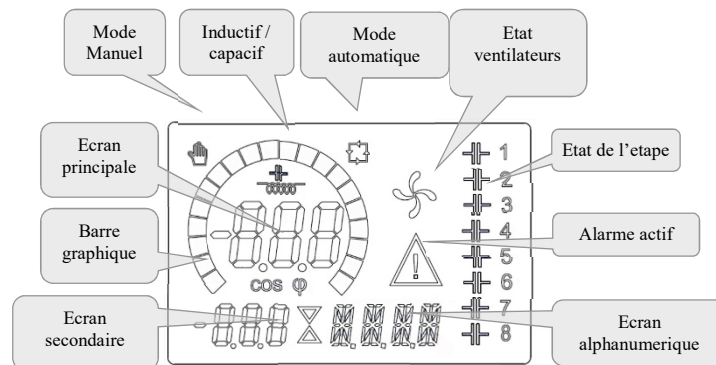 Mode
Manuel
Inductif /
capacif
Mode
automatique
Etat
ventilateurs
Ecran
principale
Barre
graphique
Ecran
secondaire
cos φ
1
2
3
4
5
6
7
8
Etat de l’etape
Alarme actif
Ecran
alphanumerique